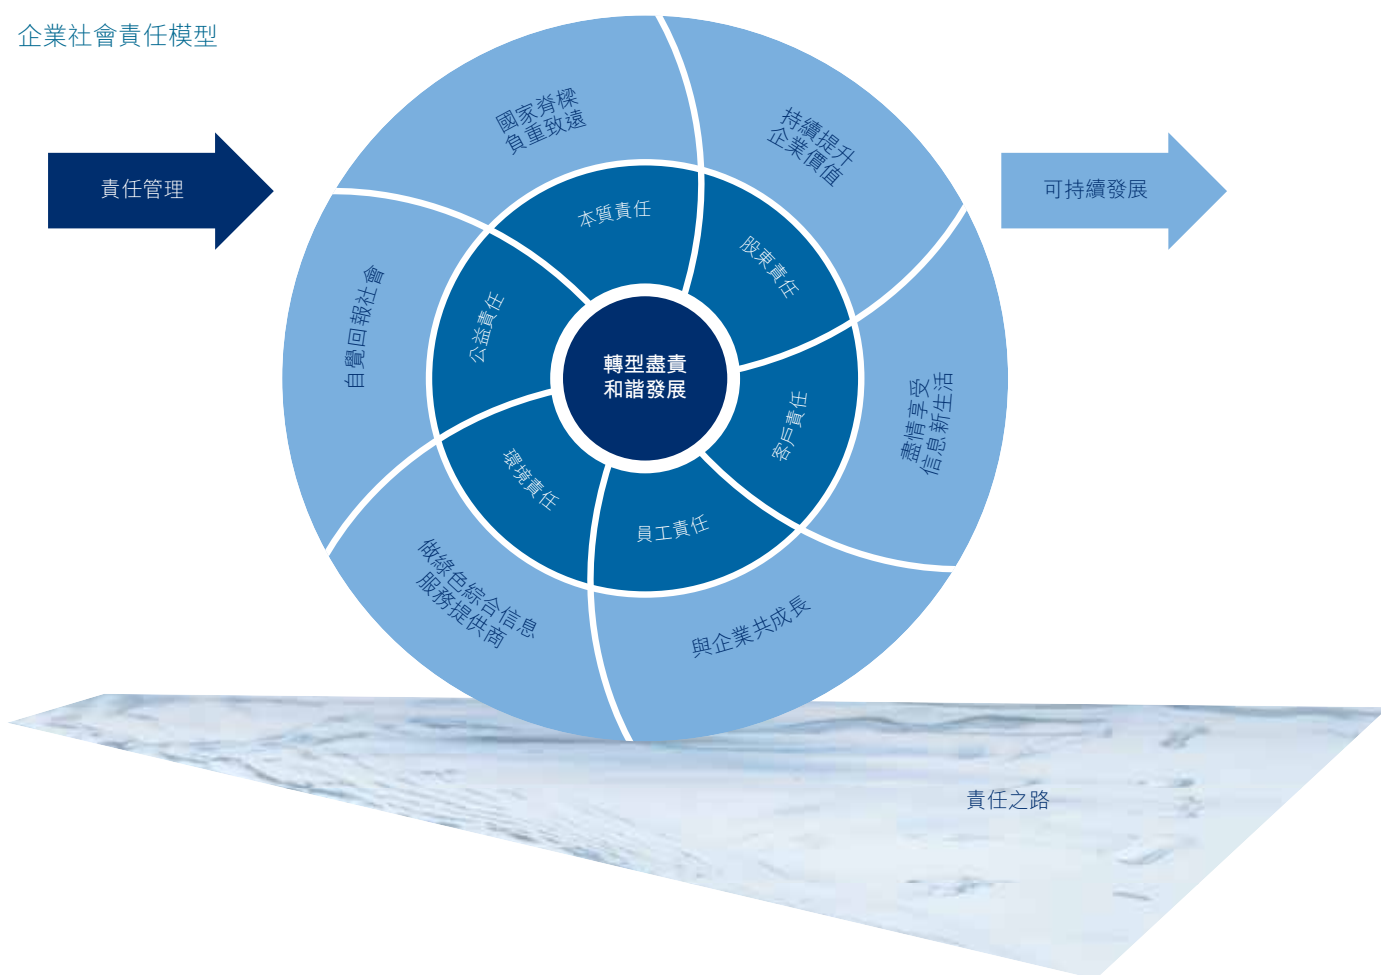 企業社會責任模型
責任管理
國家脊樑
負重致遠
持續提升
企業價值
可持續發展
本質責任
股東責任
自覺回報社會
公益責任
轉型盡責
和諧發展
客戶責任
盡情享受
信息新生活
環境責任
員工責任
做綠色綜合信息
服務提供商
與企業共成長
責任之路